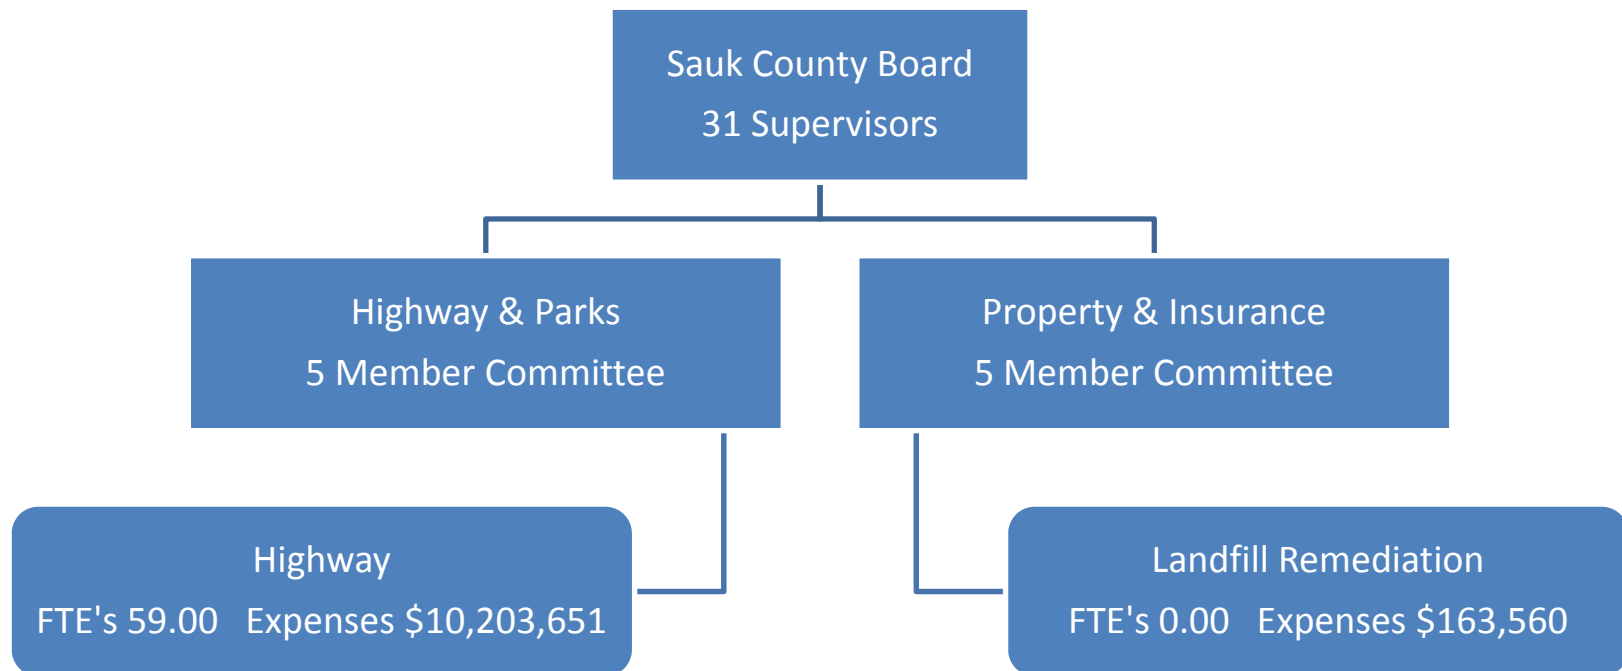 Sauk County Board
31 Supervisors
Highway & Parks
5 Member Committee
Property & Insurance
5 Member Committee
Highway
FTE's 59.00   Expenses $10,203,651
Landfill Remediation
FTE's 0.00   Expenses $163,560